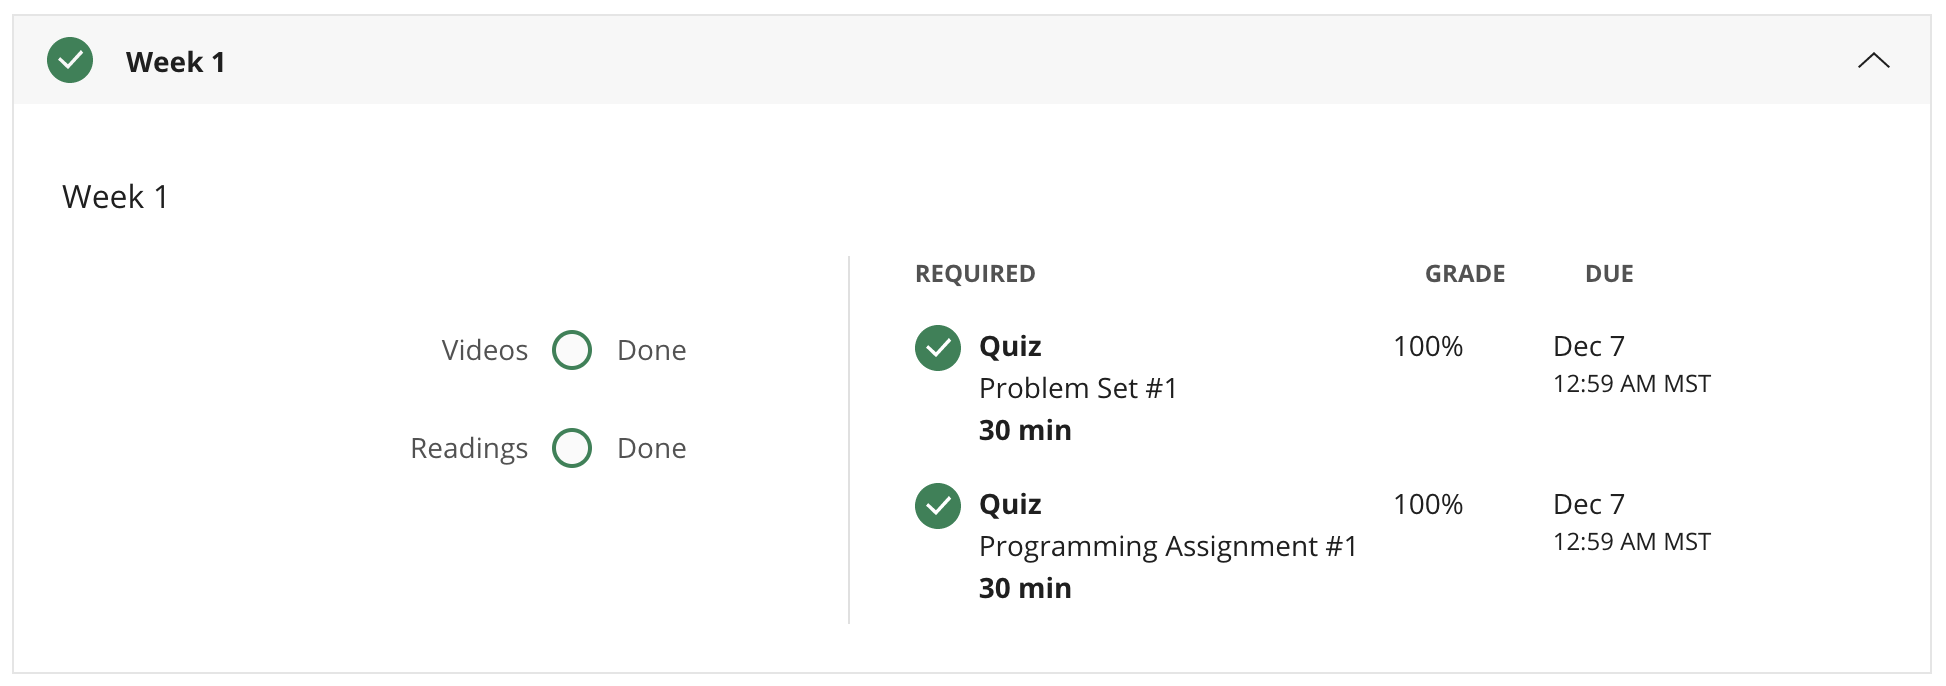 Week 1
Week 1
Videos Done
Readings Done
REQUIRED GRADE DUE
Quiz 100% Dec 7
Problem Set #1 12:59 AM MST
30 min
Quiz 100% Dec 7
Programming Assignment #1 12:59 AM MST
30 min